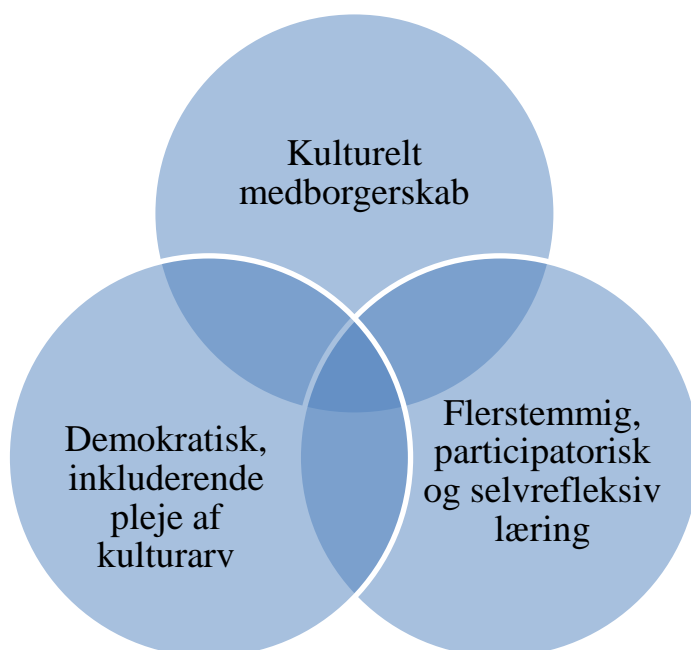 Kulturelt
medborgerskab
Demokratisk,
inkluderende
pleje af
kulturarv
Flerstemmig,
participatorisk
og selvrefleksiv
læring